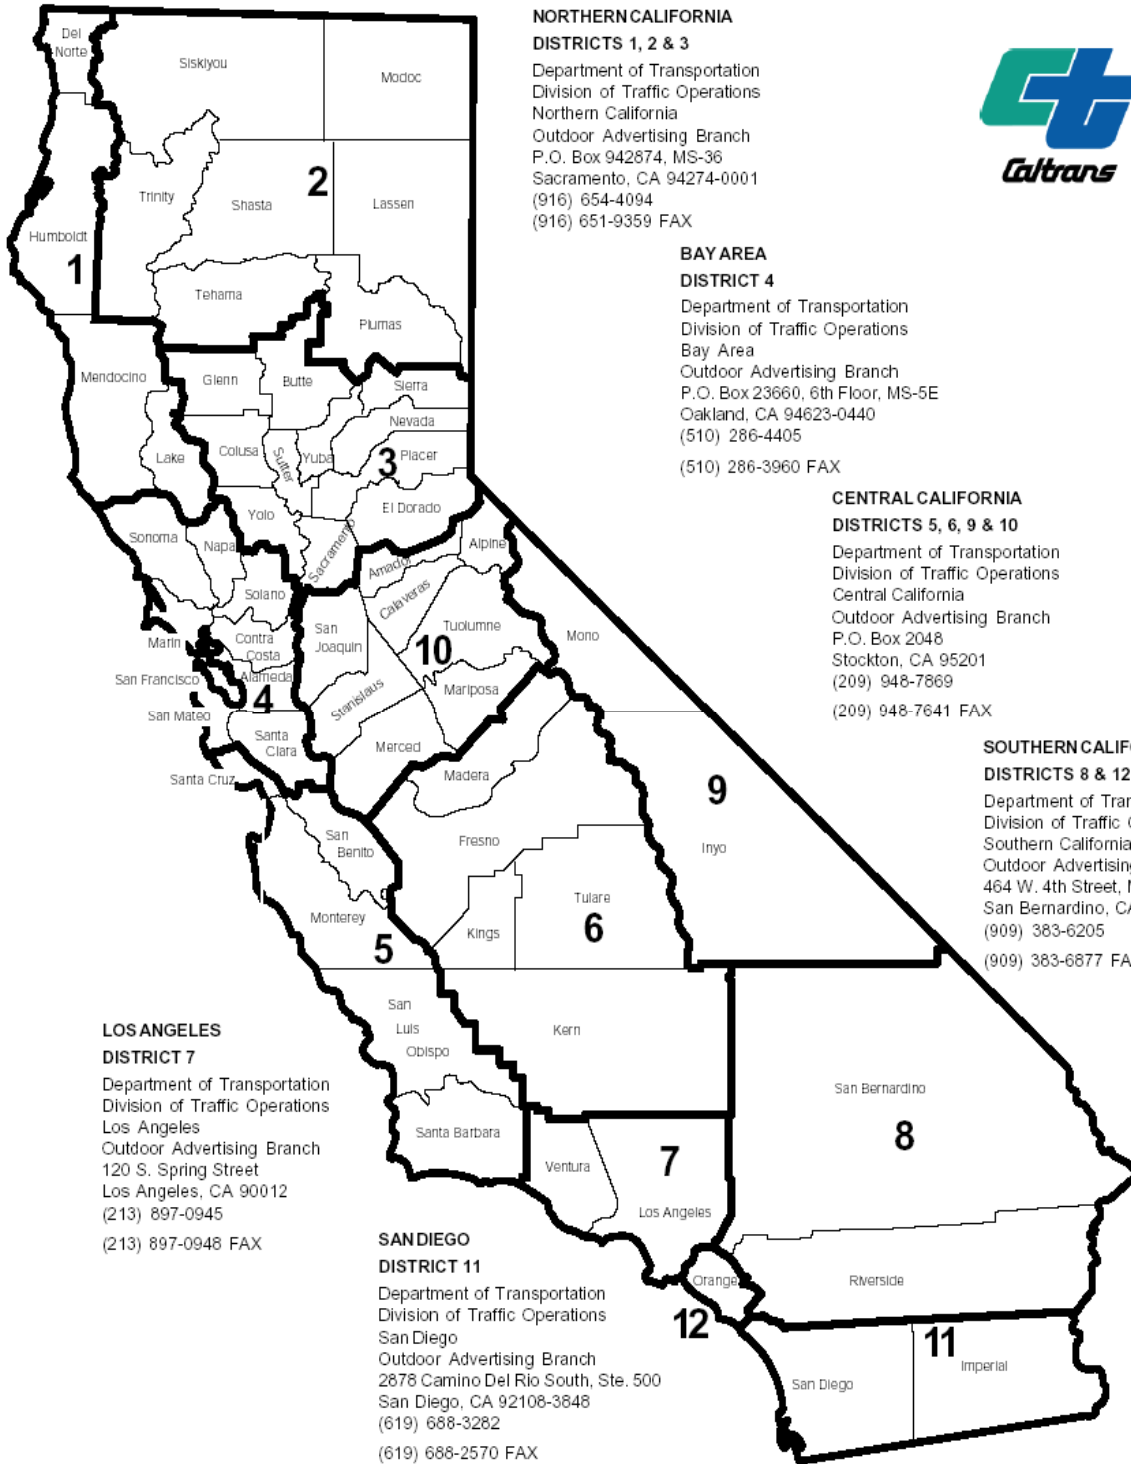 NORTHERN CALIFORNIA
DISTRICTS 1, 2 & 3
Department of Transportation
Division of Traffic Operations
Northern California
Outdoor Advertising Branch
P.O. Box 942874, MS-36
Sacramento, CA 94274-0001
(916) 654-4094
(916) 651-9359 FAX
Caltrans
BAY AREA
DISTRICT 4
Department of Transportation
Division of Traffic Operations
Bay Area
Outdoor Advertising Branch
P.O. Box 23660, 6th Floor, MS-5E
Oakland, CA 94623-0440
(510) 286-4405
(510) 286-3960 FAX
CENTRAL CALIFORNIA
DISTRICTS 5, 6, 9 & 10
Department of Transportation
Division of Traffic Operations
Central California
Outdoor Advertising Branch
P.O. Box 2048
Stockton, CA 95201
(209) 948-7869
(209) 948-7641 FAX
SOUTHERN CALIFO
DISTRICTS 8 & 12
Department of Tran
Division of Traffic
Southern California
Outdoor Advertising
464 W. 4th Street,
San Bernardino, CA
(909) 383-6205
(909) 383-6877 FA
LOS ANGELES
DISTRICT 7
Department of Transportation
Division of Traffic Operations
Los Angeles
Outdoor Advertising Branch
120 S. Spring Street
Los Angeles, CA 90012
(213) 897-0945
(213) 897-0948 FAX
SAN DIEGO
DISTRICT 11
Department of Transportation
Division of Traffic Operations
San Diego
Outdoor Advertising Branch
2878 Camino Del Rio South, Ste. 500
San Diego, CA 92108-3848
(619) 688-3282
(619) 688-2570 FAX
Del
Norte
Siskiyou
Modoc
Trinity
Shasta
2
Lassen
Humboldt
1
Tehama
Plumas
Mendocino
Glenn
Butte
Sierra
Nevada
Lake
Colusa
Sutter
Yuba
3
Placer
Yolo
El Dorado
Sonoma
Napa
Sacramento
Alpine
Amador
Solano
Calaveras
Marin
Contra
Costa
San
Joaquin
Tuolumne
Mono
10
San Francisco
Alameda
4
Stanislaus
Mariposa
San Mateo
Santa
Clara
Merced
Santa Cruz
Madera
9
San
Benito
Fresno
Inyo
Monterey
Tulare
Kings
6
5
San
Luis
Obispo
Kern
San Bernardino
Santa Barbara
8
Ventura
7
Los Angeles
Orange
Riverside
12
11
San Diego
Imperial